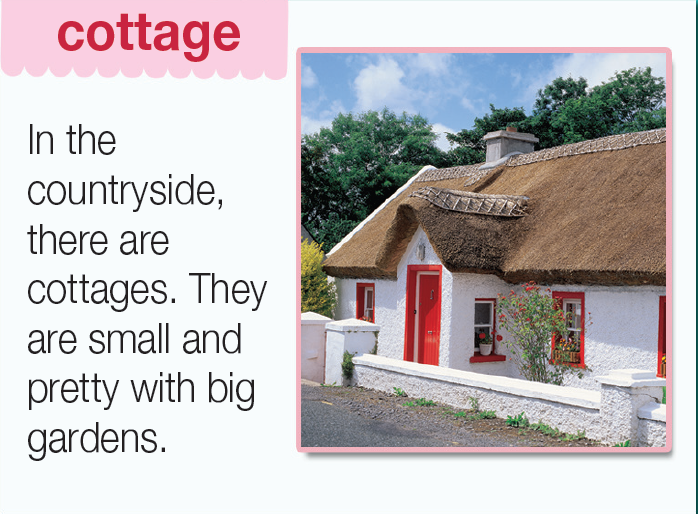 cottage
In the
countryside,
there are
cottages. They
are small and
pretty with big
gardens.